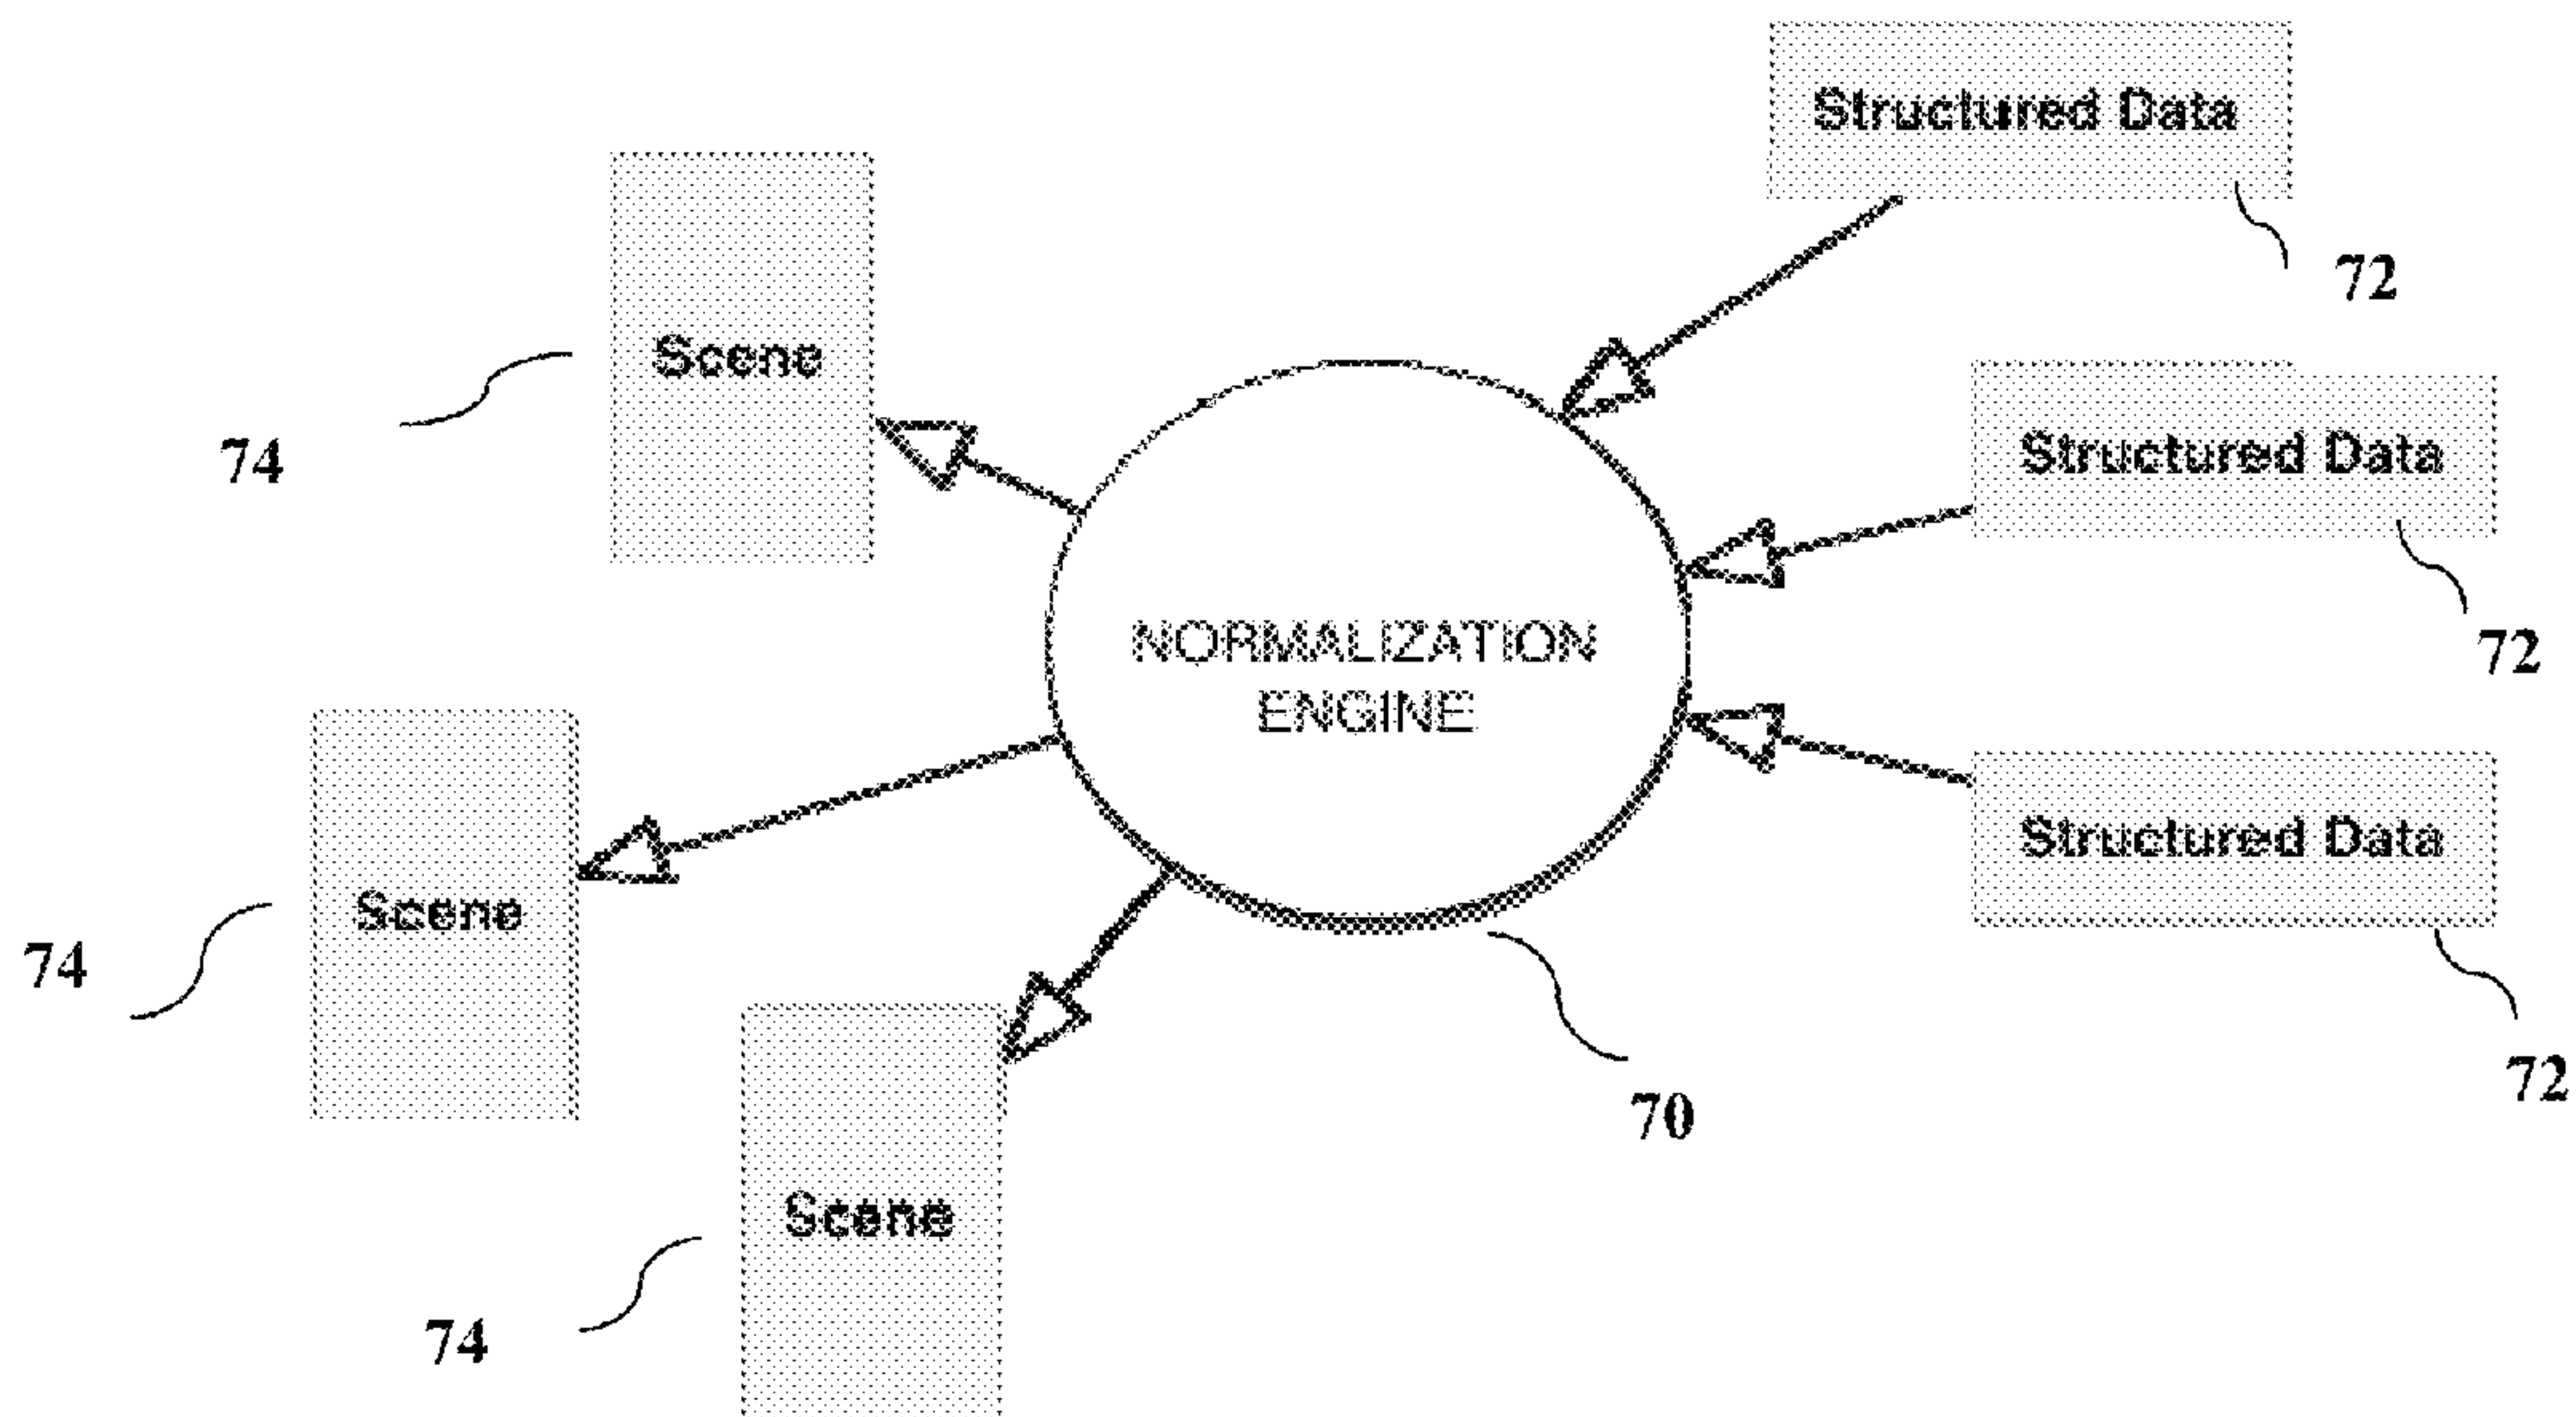 Structured Data
72
Scene
74
Structured Data
72
NORMALIZATION
ENGINE
Structured Data
72
Scene
74
70
Scene
74